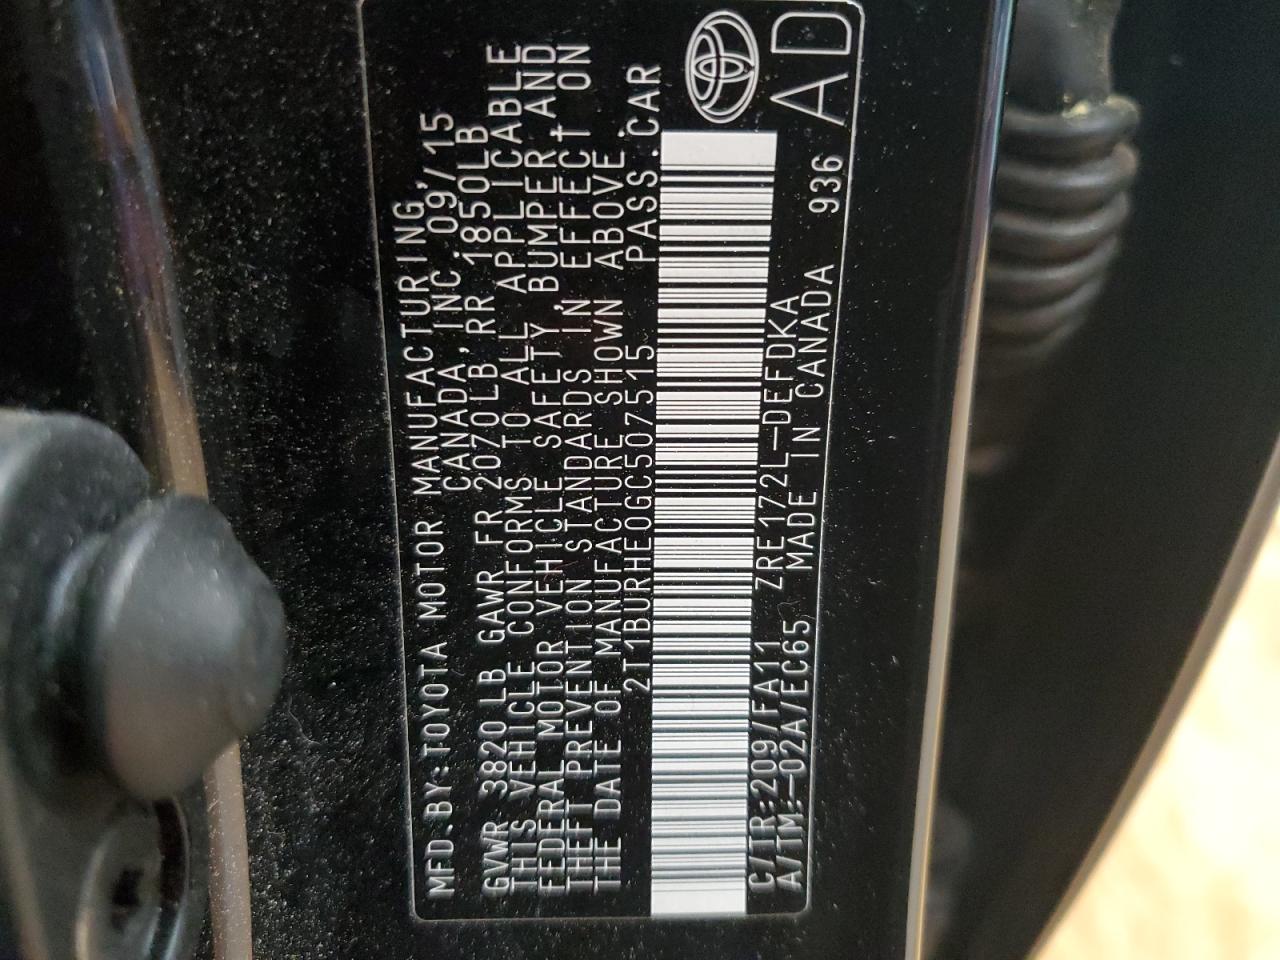 MFD.BY:TOYOTA MOTOR MANUFACTURING,
CANADA,INC.09/15
GVWR 3820 LB GAWR FR 2070LB,RR 1850LB
THIS VEHICLE CONFORMS TO ALL APPLICABLE
FEDERAL MOTOR VEHICLE SAFETY,BUMPER,AND
THEFT PREVENTION STANDARDS IN EFFECT ON
THE DATE OF MANUFACTURE SHOWN ABOVE.
2T1BURHE0GC507515 PASS.CAR
C/TR:209/FA11 ZRE172L-DEFDKA
A/TM:-02A/EC65 MADE IN CANADA 936
AD